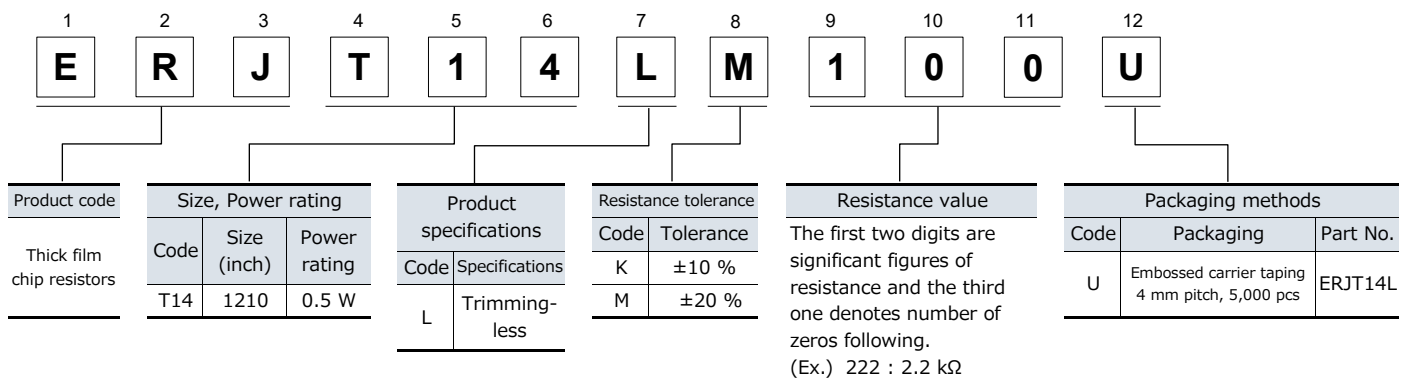 1 2 3 4 5 6 7 8 9 10 11 12
E R J T 1 4 L M 1 0 0 U
Product code
Thick film
chip resistors
Size, Power rating
Code Size (inch) Power rating
T14 1210 0.5 W
Product
specifications
Code Specifications
L Trimming-
less
Resistance tolerance
Code Tolerance
K ±10 %
M ±20 %
Resistance value
The first two digits are
significant figures of
resistance and the third
one denotes number of
zeros following.
(Ex.) 222 : 2.2 kΩ
Packaging methods
Code Packaging Part No.
U Embossed carrier taping
4 mm pitch, 5,000 pcs ERJT14L